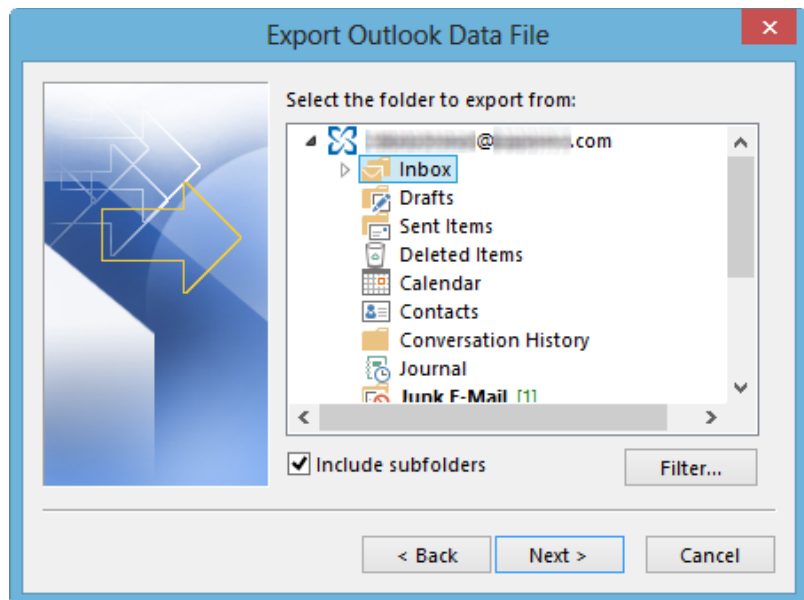 Export Outlook Data File
Select the folder to export from:
@ .com
Inbox
Drafts
Sent Items
Deleted Items
Calendar
Contacts
Conversation History
Journal
Junk E-Mail [1]
Include subfolders
Filter...
< Back
Next >
Cancel